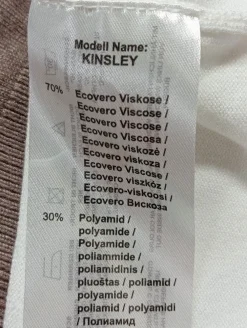 Modell Name:
KINSLEY
70% Ecovero Viskose /
Ecovero Viscose /
Ecovero Viscose /
Ecovero Viscosa /
Ecovero viskozė /
Ecovero viskoza /
Ecovero Viscose /
Ecovero viszkóz /
Ecovero-viskoosi /
Ecovero Вискоза
30% Polyamid /
polyamide /
Polyamide /
poliammide /
poliamidinis /
pluoštas / poliamid /
polyamide /
poliamid / polyamidi
/ Полиамид